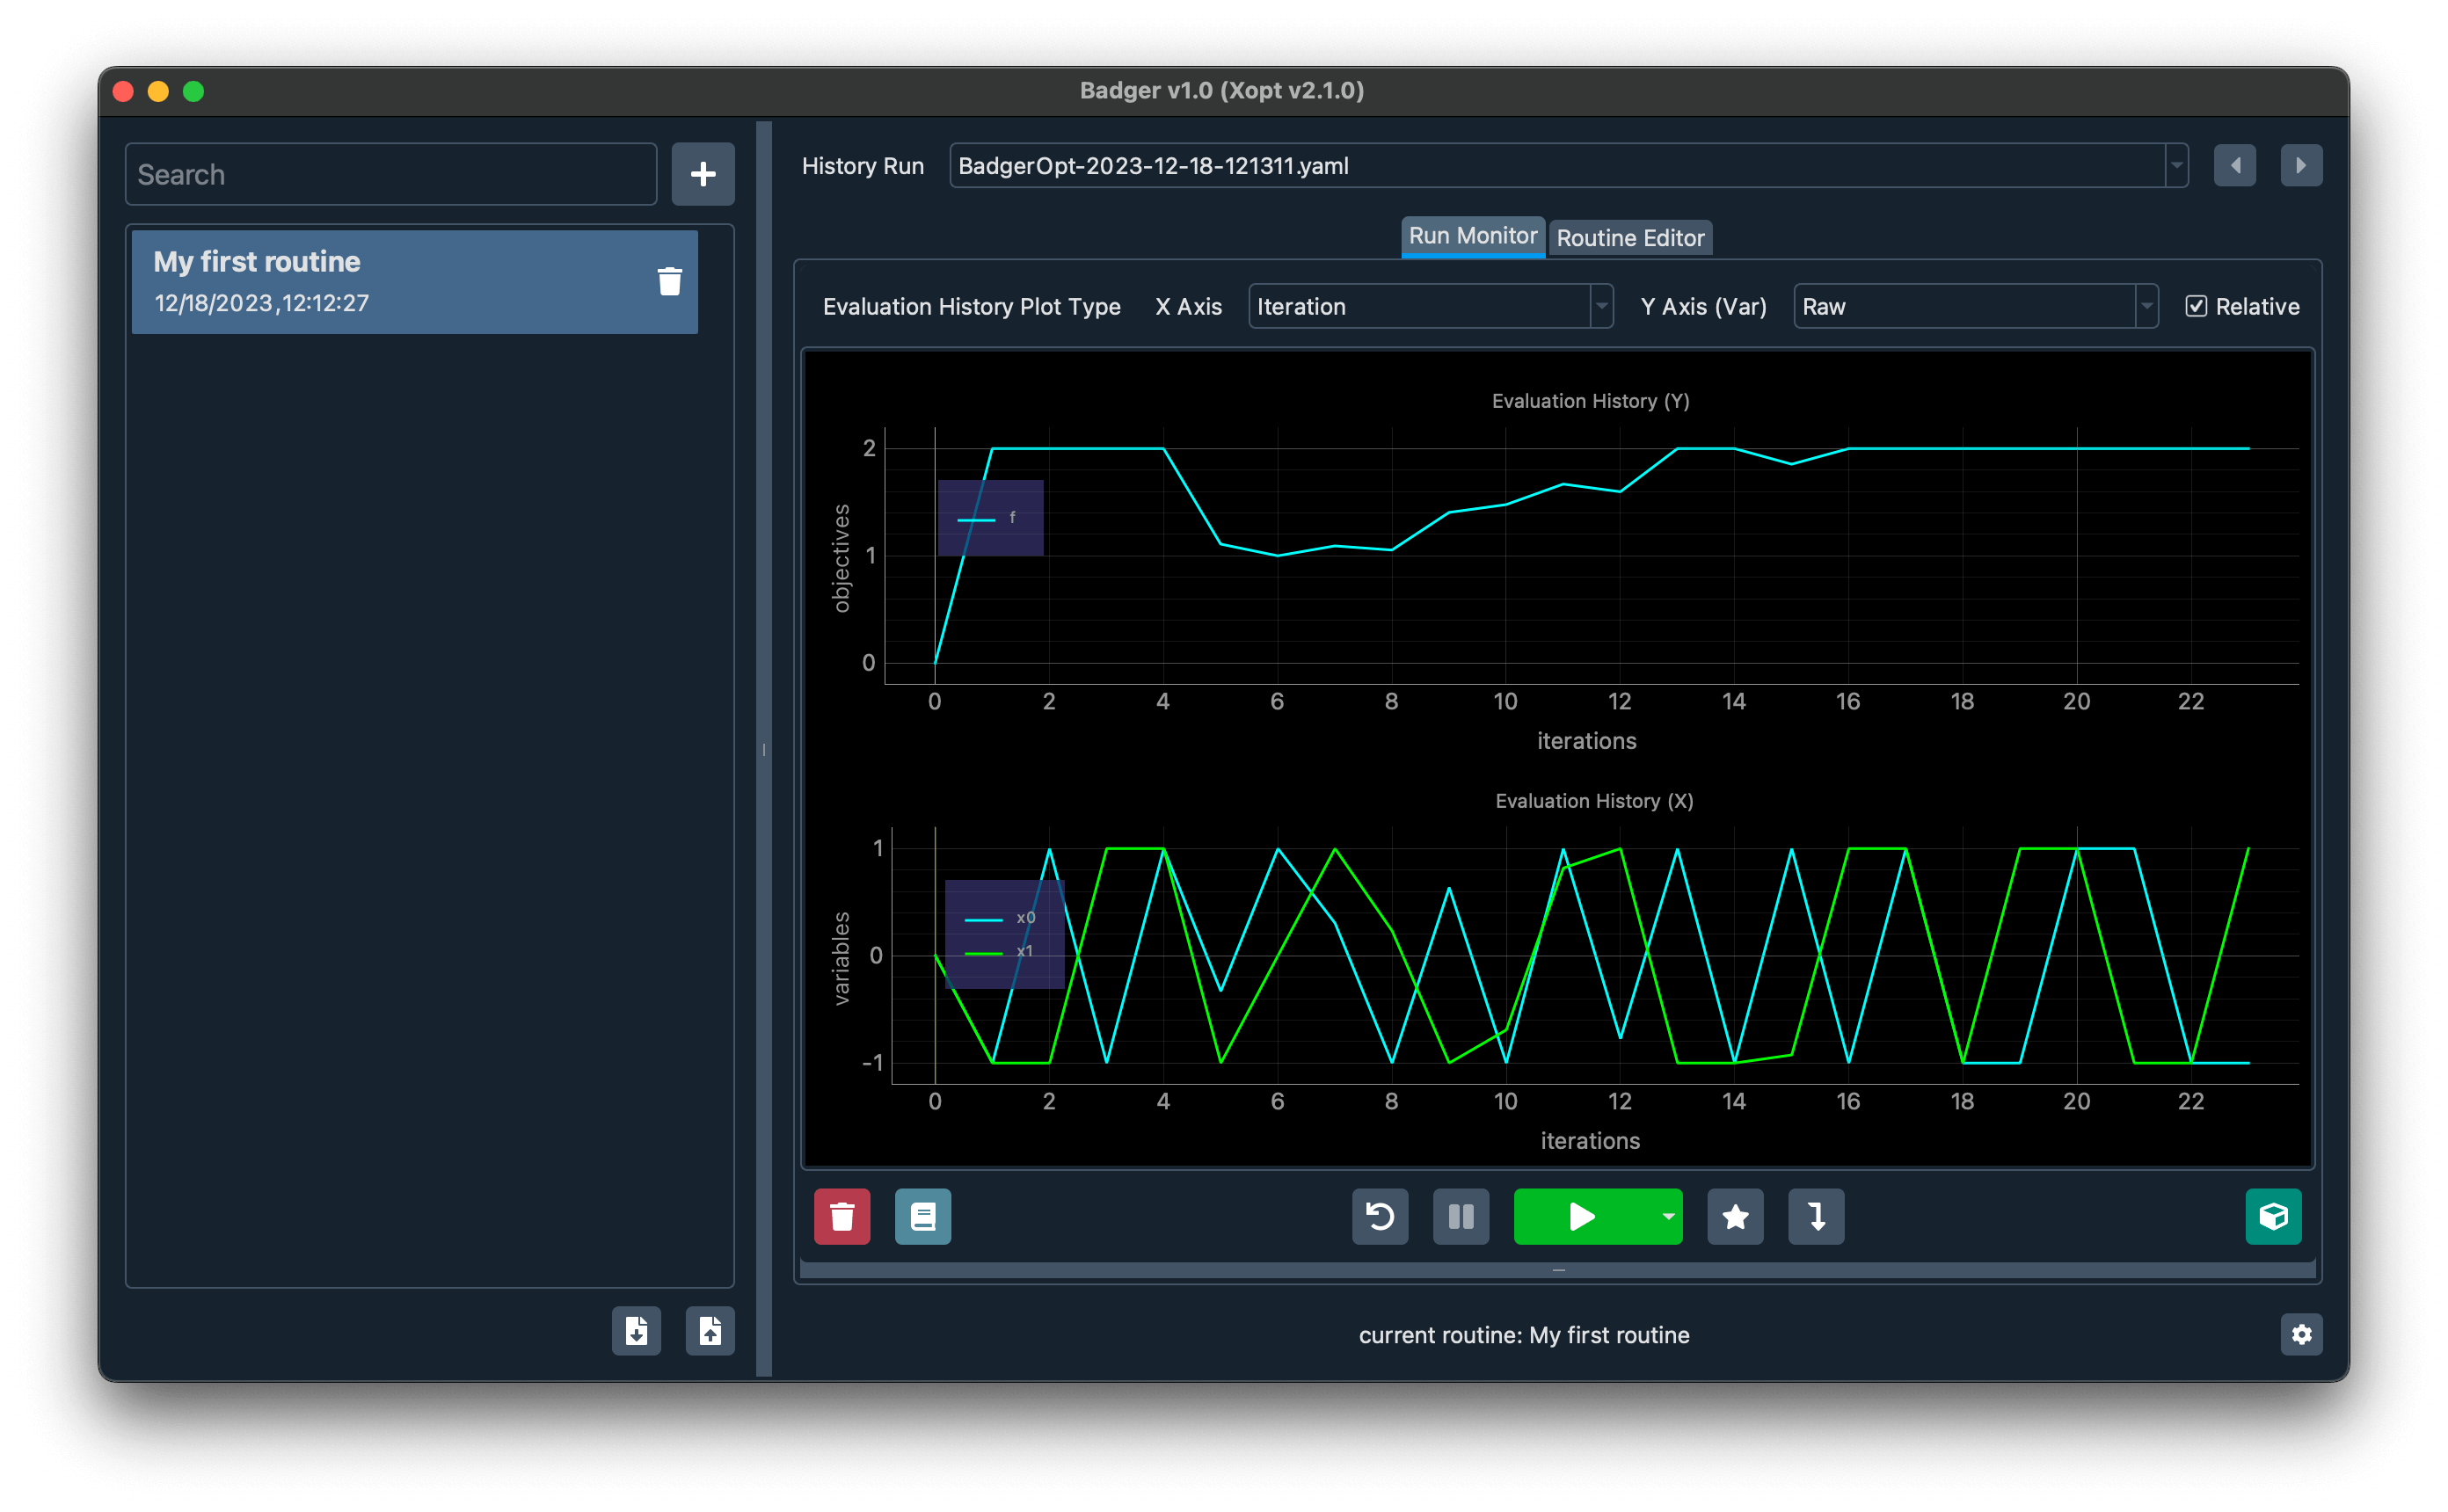 Badger v1.0 (Xopt v2.1.0)
Search
My first routine
12/18/2023,12:12:27
History Run
BadgerOpt-2023-12-18-121311.yaml
Run Monitor
Routine Editor
Evaluation History Plot Type
X Axis
Iteration
Y Axis (Var)
Raw
Relative
Evaluation History (Y)
objectives
2
1
0
f
0 2 4 6 8 10 12 14 16 18 20 22
iterations
Evaluation History (X)
variables
1
0
-1
x0
x1
0 2 4 6 8 10 12 14 16 18 20 22
iterations
current routine: My first routine